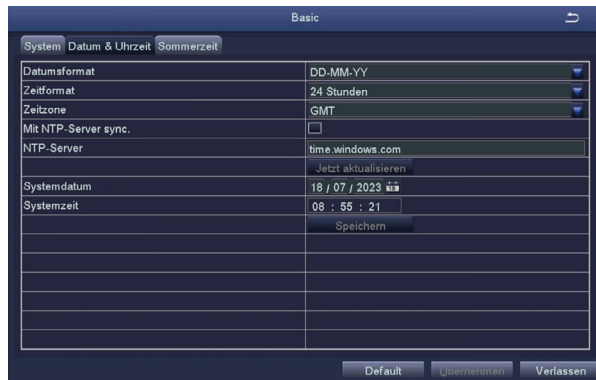 Basic
System Datum & Uhrzeit Sommerzeit
Datumsformat DD-MM-YY
Zeitformat 24 Stunden
Zeitzone GMT
Mit NTP-Server sync.
NTP-Server time.windows.com
Jetzt aktualisieren
Systemdatum 18 / 07 / 2023
Systemzeit 08 : 55 : 21
Speichern
Default Übernehmen Verlassen